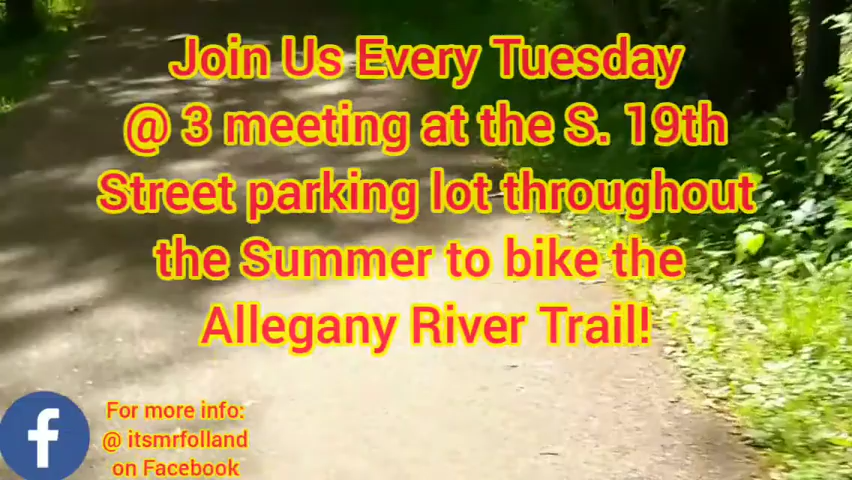 Join Us Every Tuesday
@ 3 meeting at the S. 19th
Street parking lot throughout
the Summer to bike the
Allegany River Trail!
For more info:
@ itsmrfolland
on Facebook